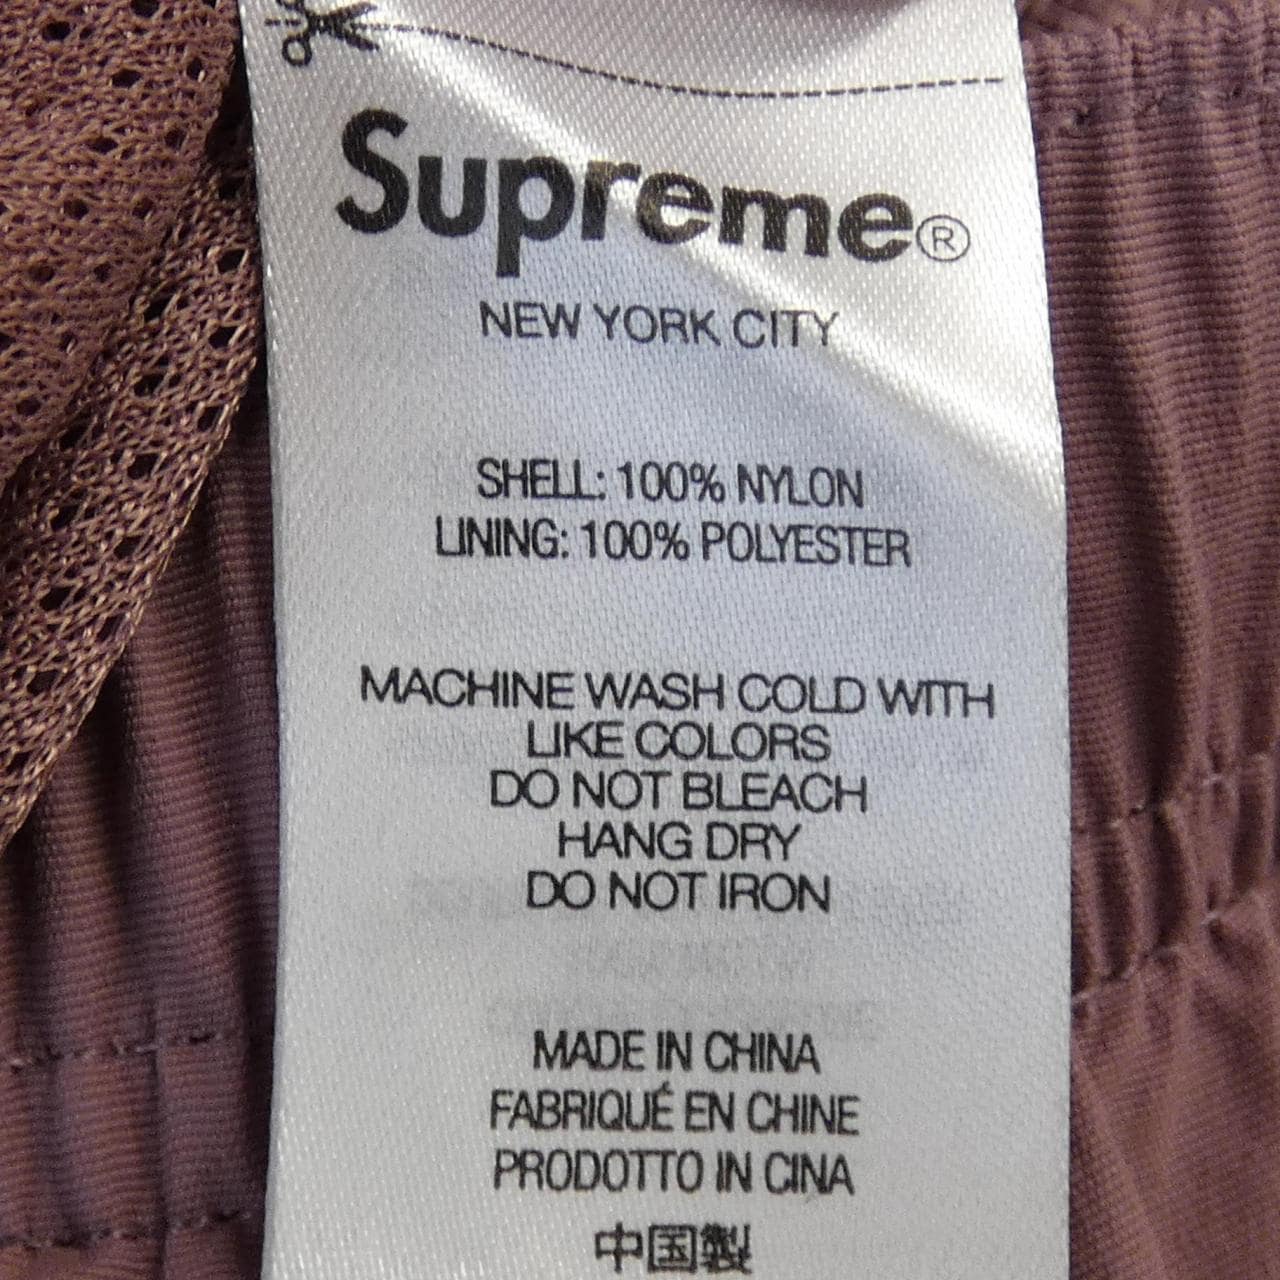 Supreme®
NEW YORK CITY
SHELL: 100% NYLON
LINING: 100% POLYESTER
MACHINE WASH COLD WITH
LIKE COLORS
DO NOT BLEACH
HANG DRY
DO NOT IRON
MADE IN CHINA
FABRIQUÉ EN CHINE
PRODOTTO IN CINA
中国製